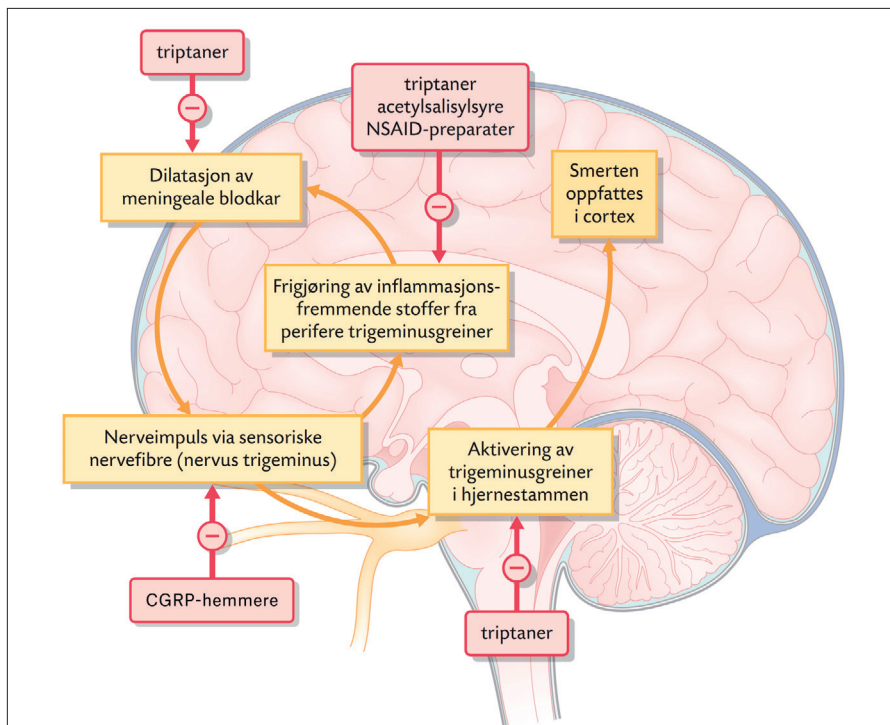 triptaner
triptaner
acetylsalisylsyre
NSAID-preparater
Dilatasjon av
meningeale blodkar
Smerten
oppfattes
i cortex
Frigjøring av inflammasjons-
fremmende stoffer fra
perifere trigeminusgreiner
Nerveimpuls via sensoriske
nervefibre (nervus trigeminus)
Aktivering av
trigeminusgreiner
i hjernestammen
CGRP-hemmere
triptaner